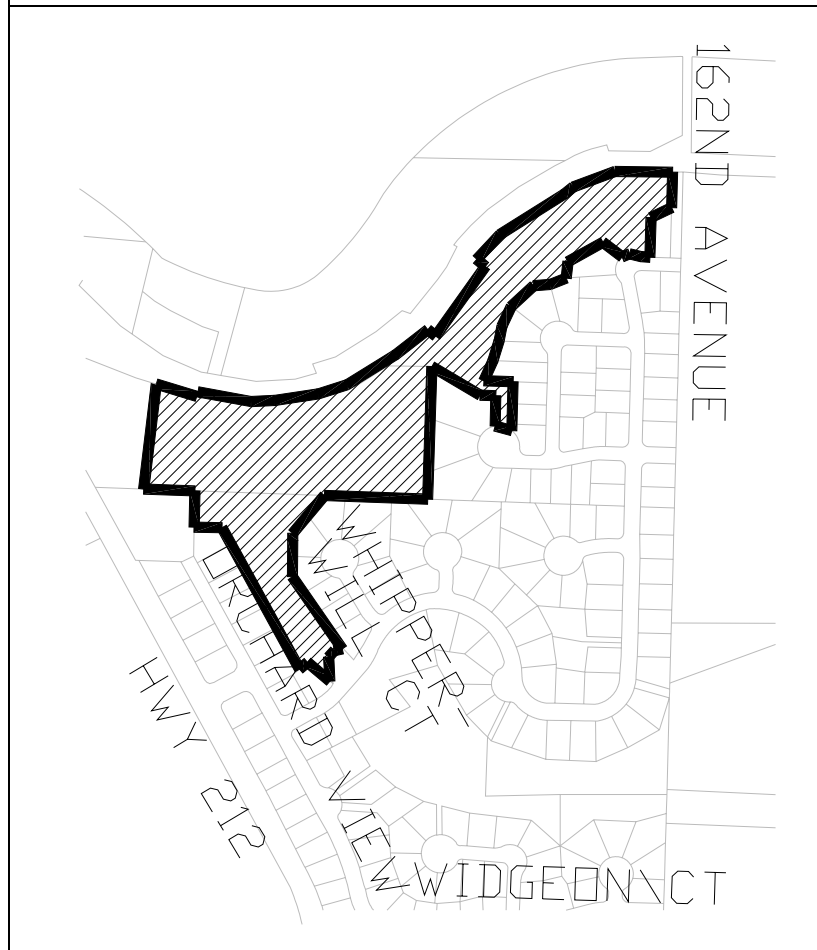 162ND AVENUE
WHIPPER-
WILL
CT
ORCHARD VIEW
HWY 212
WIDGEON\CT